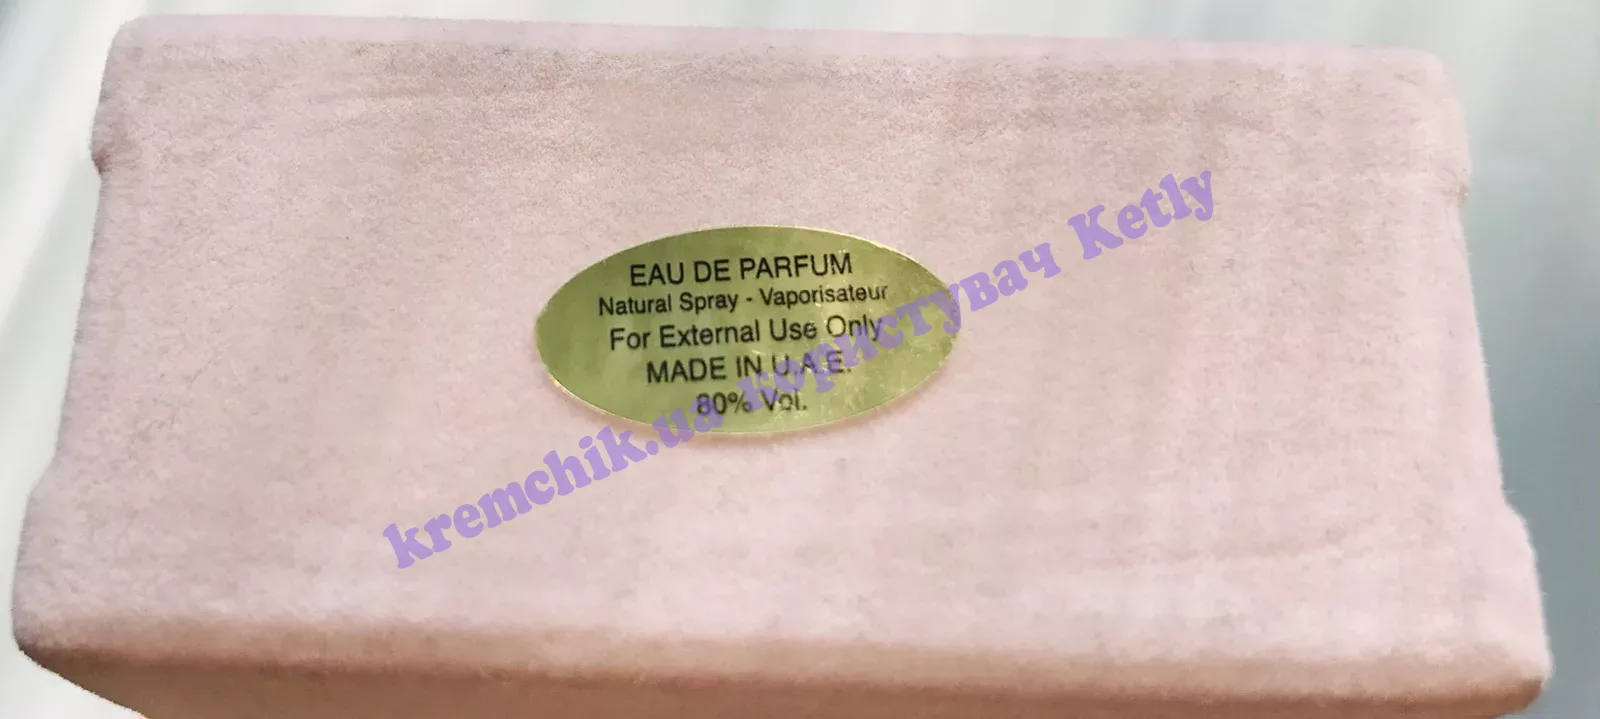 EAU DE PARFUM
Natural Spray - Vaporisateur
For External Use Only
MADE IN U.A.E.
80% Vol.
kremchik.ua користувач Ketly